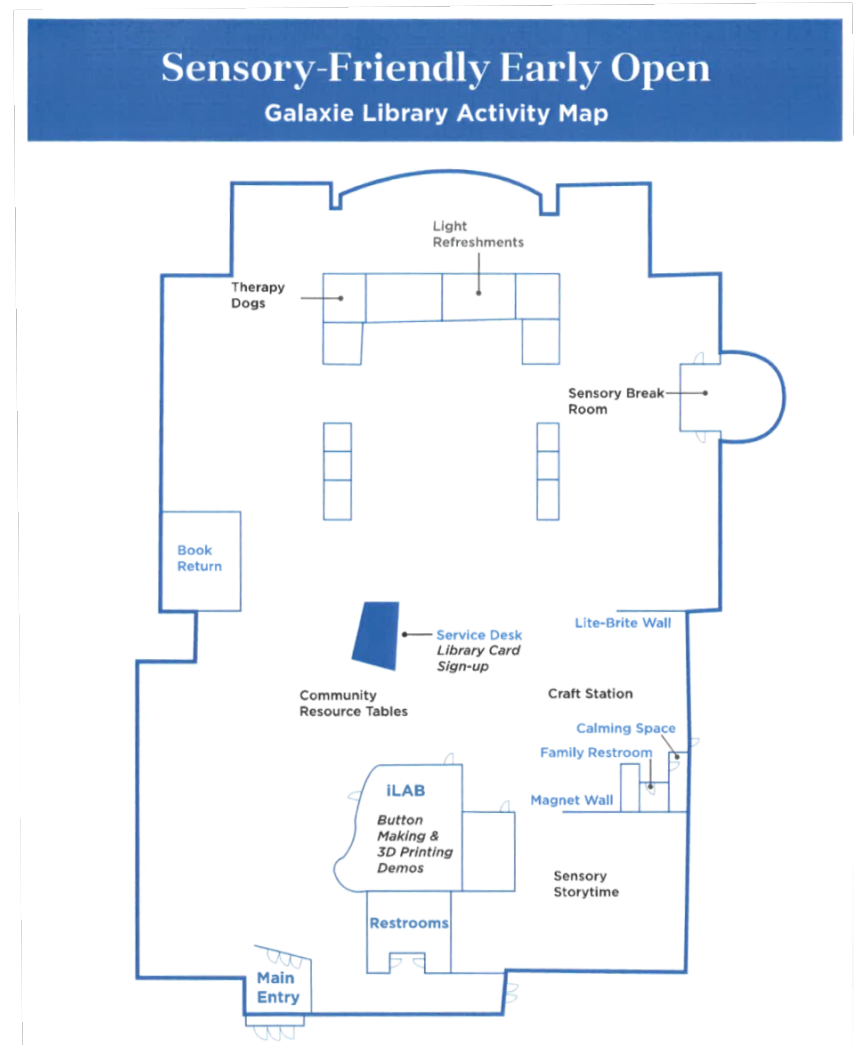 Sensory-Friendly Early Open
Galaxie Library Activity Map
Light
Refreshments
Therapy
Dogs
Sensory Break
Room
Book
Return
Lite-Brite Wall
Service Desk
Library Card
Sign-up
Community
Resource Tables
Craft Station
Calming Space
Family Restroom
Magnet Wall
iLAB
Button
Making &
3D Printing
Demos
Sensory
Storytime
Restrooms
Main
Entry